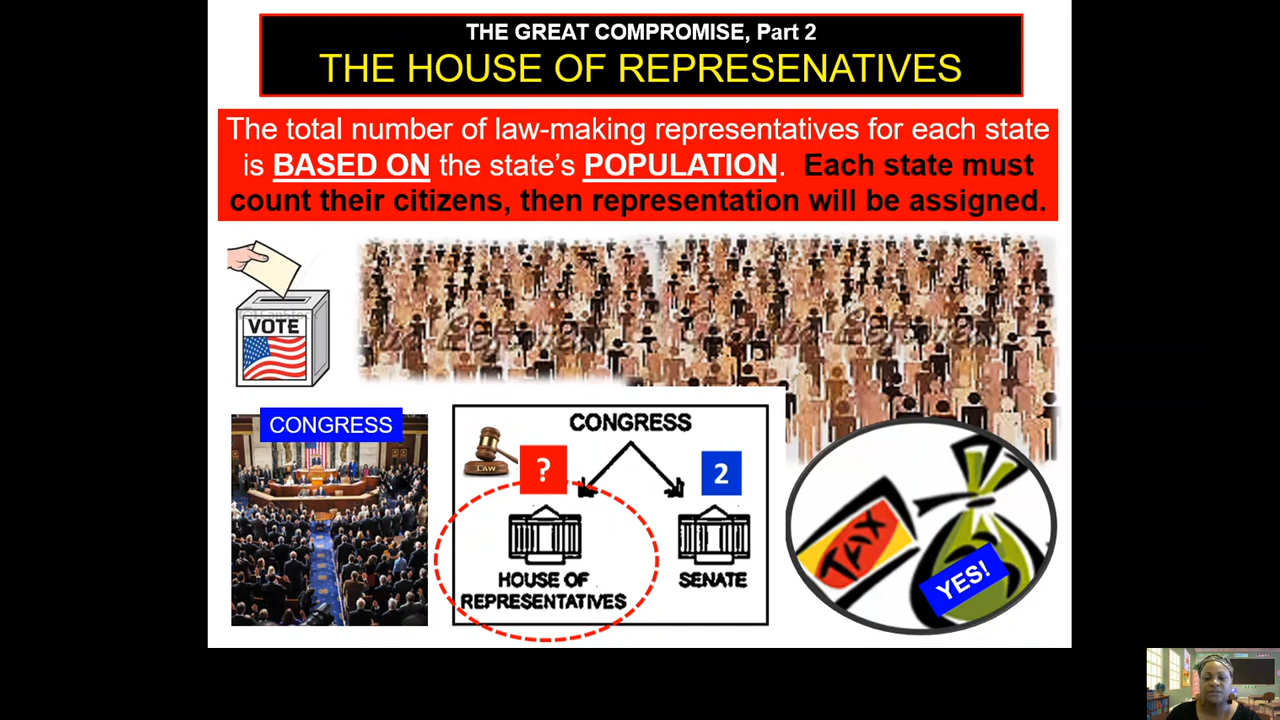 THE GREAT COMPROMISE, Part 2
THE HOUSE OF REPRESENATIVES
The total number of law-making representatives for each state
is BASED ON the state's POPULATION. Each state must
count their citizens, then representation will be assigned.
VOTE
CONGRESS
CONGRESS
LAW
?
2
HOUSE OF
REPRESENTATIVES
SENATE
TAX
YES!